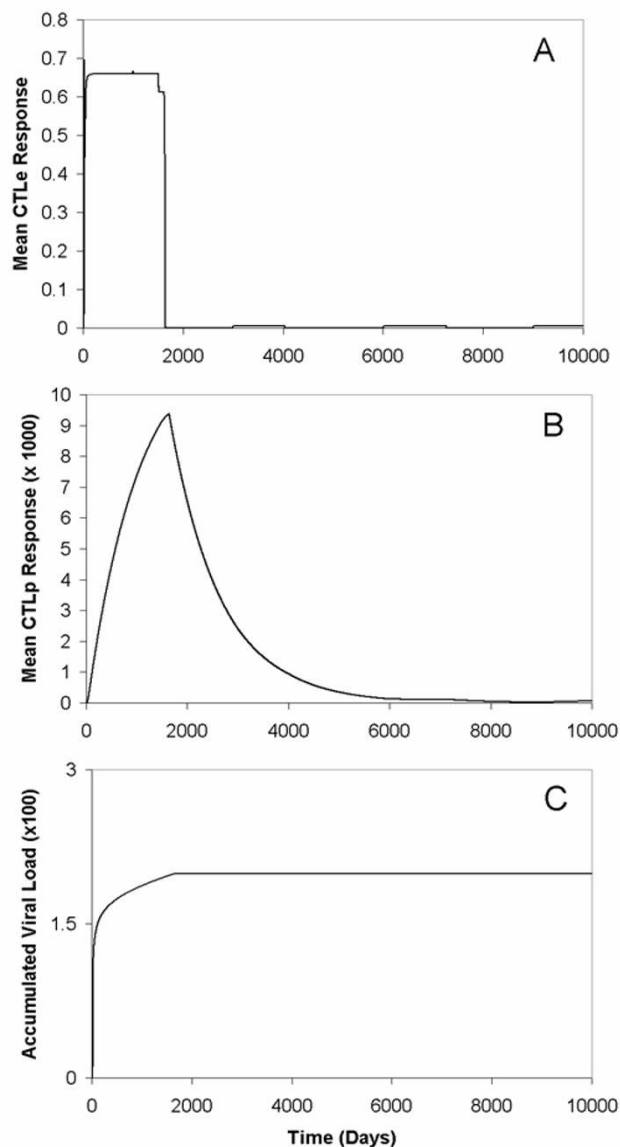 A
Mean CTLe Response
0.8
0.7
0.6
0.5
0.4
0.3
0.2
0.1
0
0 2000 4000 6000 8000 10000
B
Mean CTLp Response (x 1000)
10
9
8
7
6
5
4
3
2
1
0
0 2000 4000 6000 8000 10000
C
Accumulated Viral Load (x100)
3
1.5
0
0 2000 4000 6000 8000 10000
Time (Days)